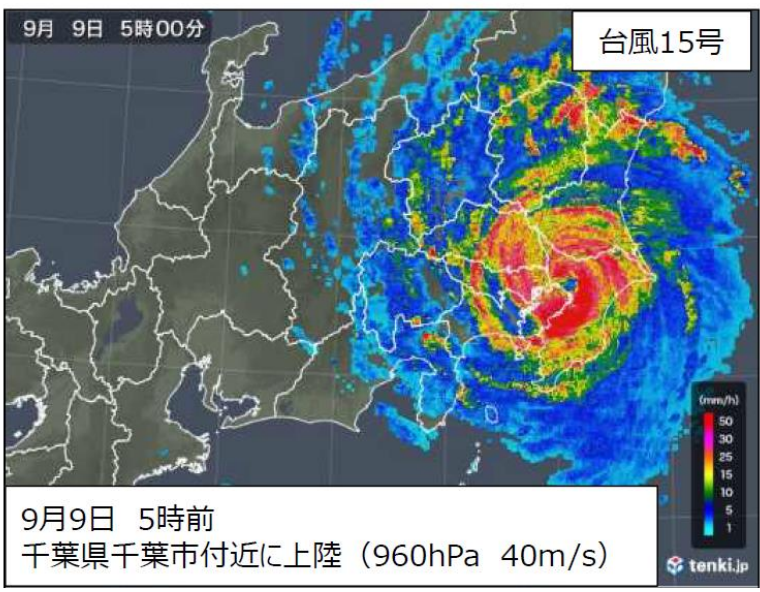 9月 9日 5時00分
台風15号
(mm/h)
50
30
25
15
10
5
1
9月9日 5時前
千葉県千葉市付近に上陸（960hPa 40m/s）
tenki.jp